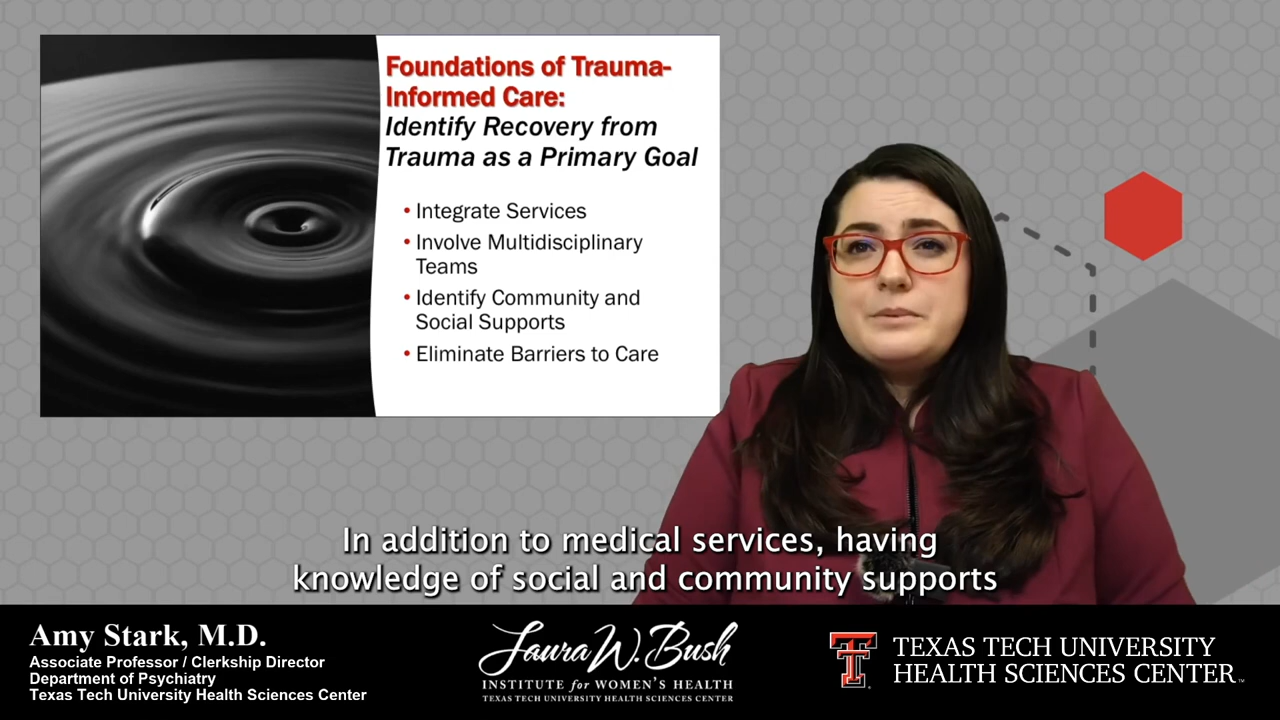 Foundations of Trauma-
Informed Care:
Identify Recovery from
Trauma as a Primary Goal
• Integrate Services
• Involve Multidisciplinary
Teams
• Identify Community and
Social Supports
• Eliminate Barriers to Care
In addition to medical services, having
knowledge of social and community supports
Amy Stark, M.D.
Associate Professor / Clerkship Director
Department of Psychiatry
Texas Tech University Health Sciences Center
Laura W. Bush
INSTITUTE for WOMEN'S HEALTH
TEXAS TECH UNIVERSITY HEALTH SCIENCES CENTER
TEXAS TECH UNIVERSITY
HEALTH SCIENCES CENTER™